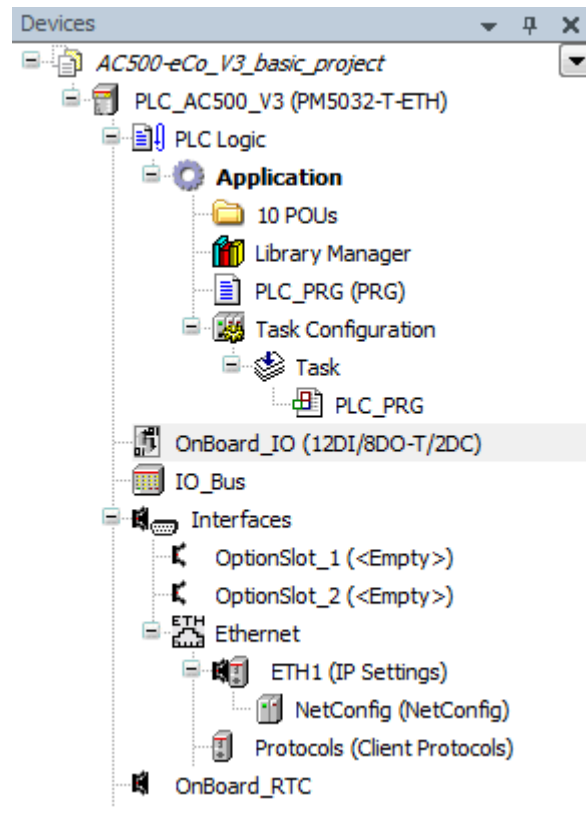 Devices
AC500-eCo_V3_basic_project
PLC_AC500_V3 (PM5032-T-ETH)
PLC Logic
Application
10 POUs
Library Manager
PLC_PRG (PRG)
Task Configuration
Task
PLC_PRG
OnBoard_IO (12DI/8DO-T/2DC)
IO_Bus
Interfaces
OptionSlot_1 (<Empty>)
OptionSlot_2 (<Empty>)
ETH Ethernet
ETH1 (IP Settings)
NetConfig (NetConfig)
Protocols (Client Protocols)
OnBoard_RTC